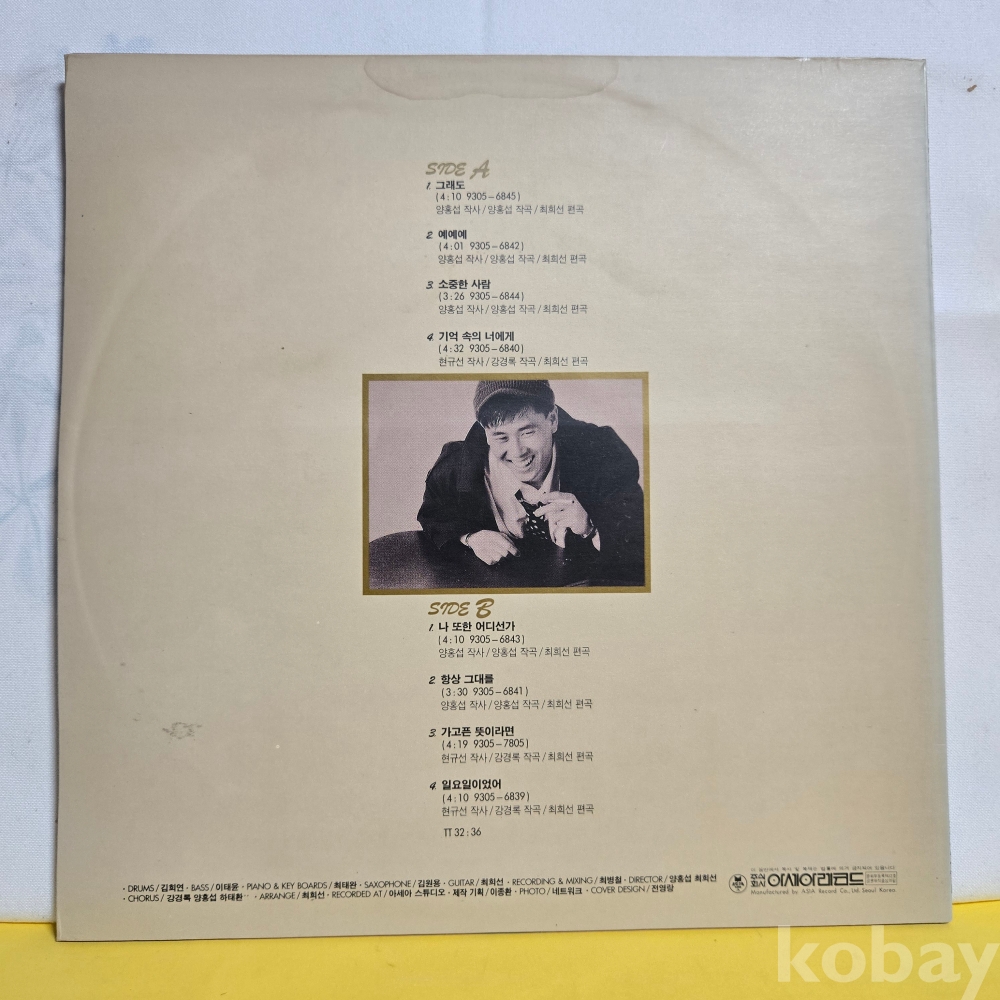 SIDE A
1. 그래도
(4:10 9305-6845)
양홍섭 작사/양홍섭 작곡/최희선 편곡
2. 예예예
(4:01 9305-6842)
양홍섭 작사/양홍섭 작곡/최희선 편곡
3. 소중한 사람
(3:26 9305-6844)
양홍섭 작사/양홍섭 작곡/최희선 편곡
4. 기억 속의 너에게
(4:32 9305-6840)
현규선 작사/강경록 작곡/최희선 편곡
SIDE B
1. 나 또한 어디선가
(4:10 9305-6843)
양홍섭 작사/양홍섭 작곡/최희선 편곡
2 항상 그대를
(3:30 9305-6841)
양홍섭 작사/양홍섭 작곡/최희선 편곡
3. 가고픈 뜻이라면
(4:19 9305-7805)
현규선 작사/강경록 작곡/최희선 편곡
4. 일요일이었어
(4:10 9305-6839)
현규선 작사/강경록 작곡/최희선 편곡
TT 32:36
· DRUMS/김희연 · BASS/이태윤 · PIANO & KEY BOARDS/최태완 · SAXOPHONE/김원용 · GUITAR/최희선 · RECORDING & MIXING/최병철 · DIRECTOR/양홍섭 최희선
· CHORUS/강경록 양홍섭 하태환… · ARRANGE/최희선 · RECORDED AT/아세아 스튜디오 · 제작 기획/이종환 · PHOTO/네트워크 · COVER DESIGN/전영랑
주식회사 아세아레코드
Manufactured by ASIA Record Co., Ltd. Seoul Korea
kobay